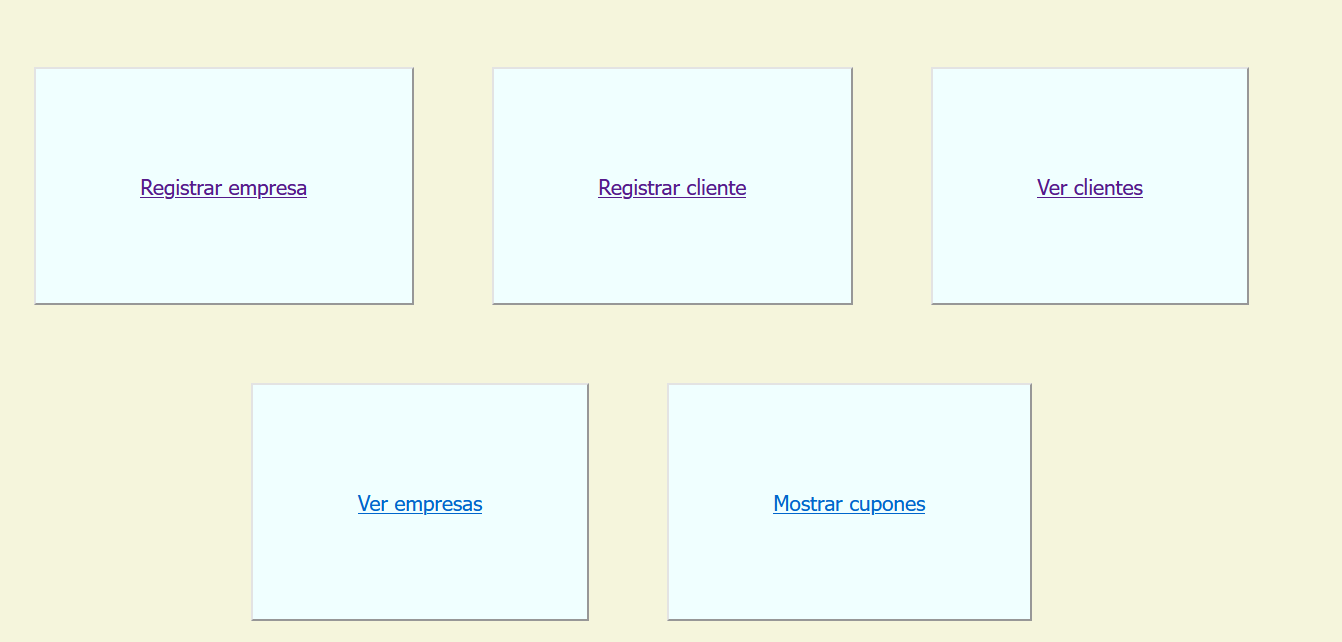 Registrar empresa
Registrar cliente
Ver clientes
Ver empresas
Mostrar cupones